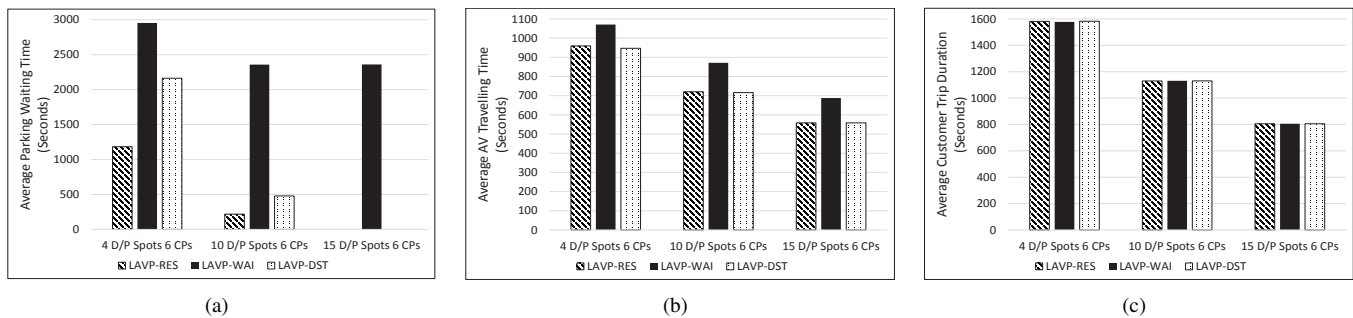 Average Parking Waiting Time
(Seconds)
3000
2500
2000
1500
1000
500
0
4 D/P Spots 6 CPs 10 D/P Spots 6 CPs 15 D/P Spots 6 CPs
LAVP-RES LAVP-WAI LAVP-DST
(a)
Average AV Travelling Time
(Seconds)
1100
1000
900
800
700
600
500
400
300
200
100
0
4 D/P Spots 6 CPs 10 D/P Spots 6 CPs 15 D/P Spots 6 CPs
LAVP-RES LAVP-WAI LAVP-DST
(b)
Average Customer Trip Duration
(Seconds)
1600
1400
1200
1000
800
600
400
200
0
4 D/P Spots 6 CPs 10 D/P Spots 6 CPs 15 D/P Spots 6 CPs
LAVP-RES LAVP-WAI LAVP-DST
(c)